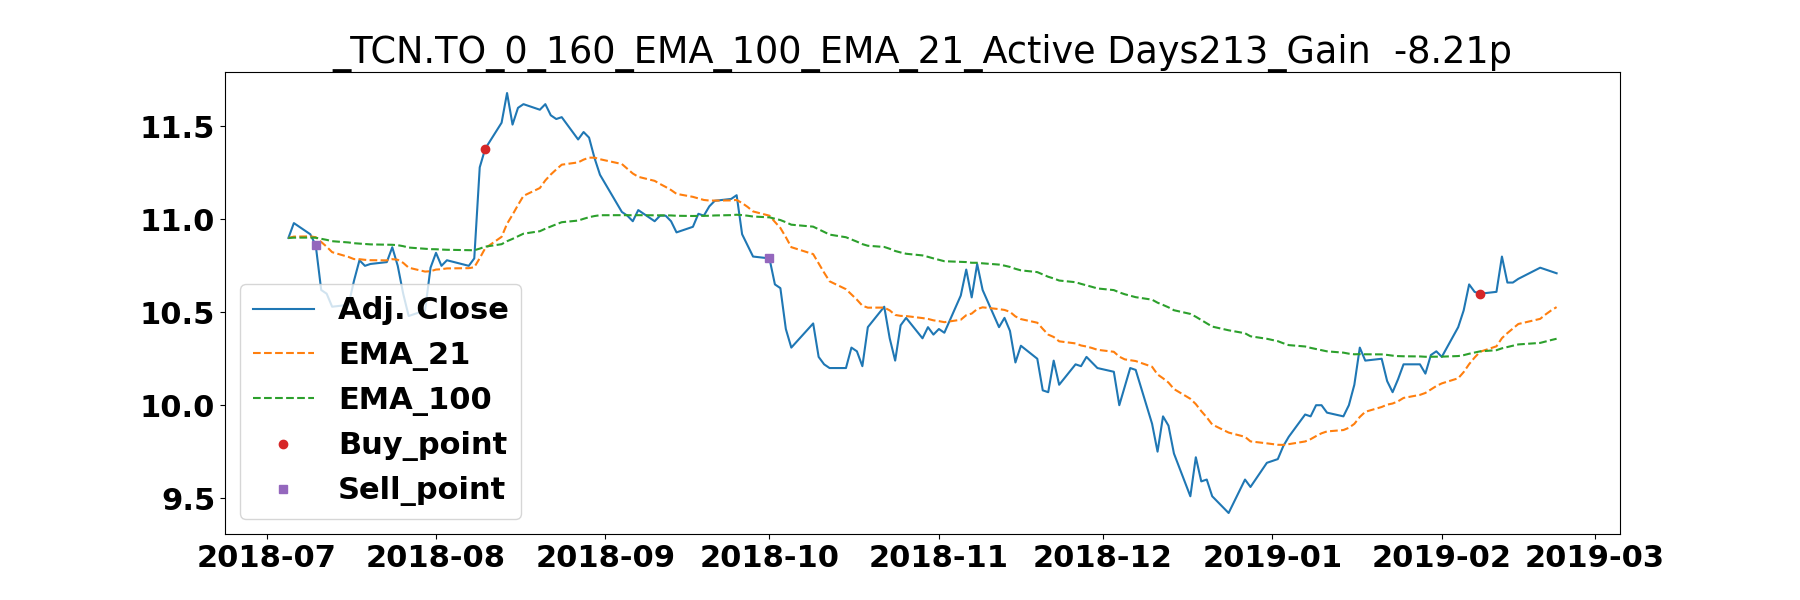 _TCN.TO_0_160_EMA_100_EMA_21_Active Days213_Gain  -8.21p
11.5
11.0
10.5
10.0
9.5
Adj. Close
EMA_21
EMA_100
Buy_point
Sell_point
2018-07 2018-08 2018-09 2018-10 2018-11 2018-12 2019-01 2019-02 2019-03